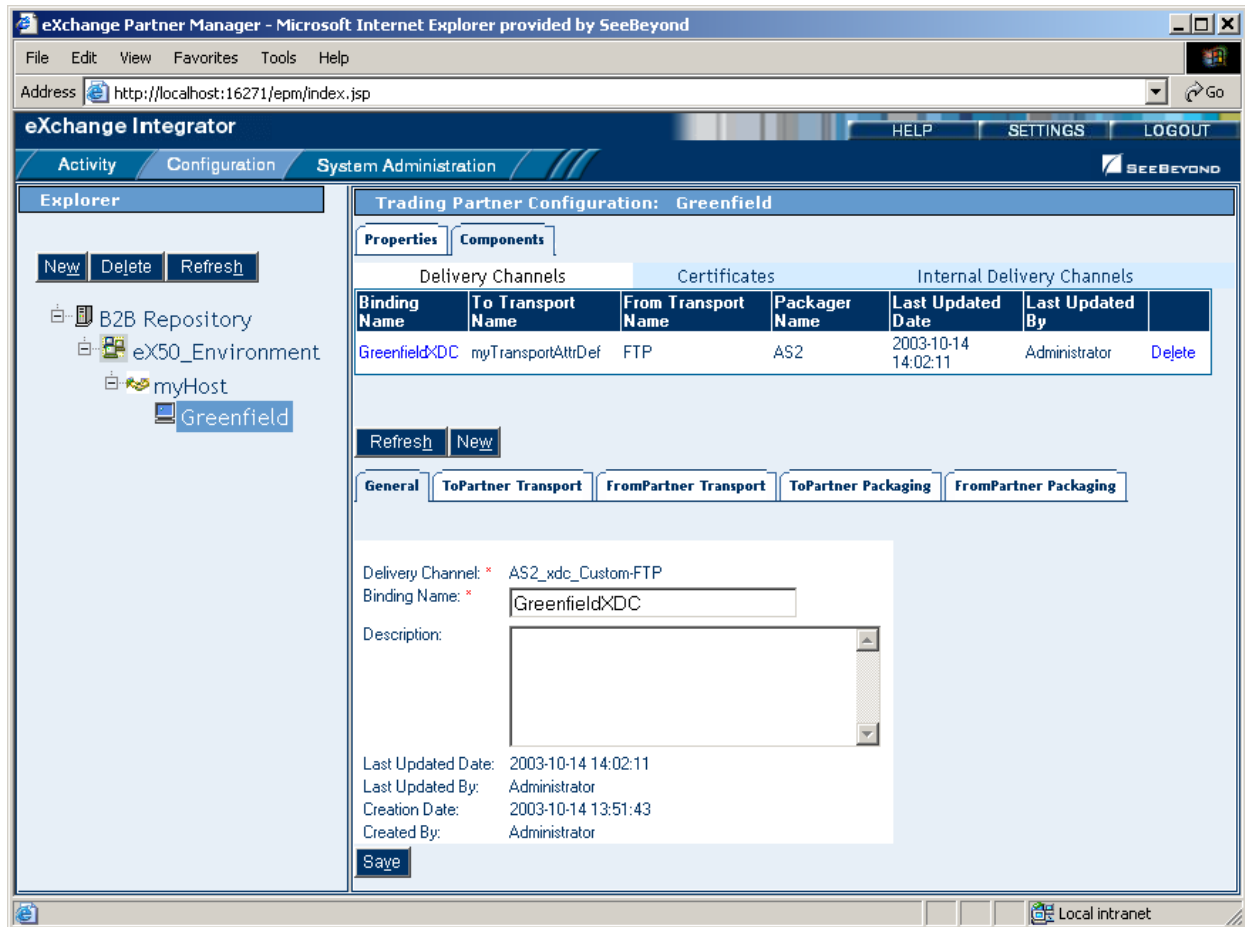 eXchange Partner Manager - Microsoft Internet Explorer provided by SeeBeyond
File Edit View Favorites Tools Help
Address http://localhost:16271/epm/index.jsp Go
eXchange Integrator
HELP SETTINGS LOGOUT
Activity Configuration System Administration
SEEBEYOND
Explorer
New Delete Refresh
B2B Repository
eX50_Environment
myHost
Greenfield
Trading Partner Configuration: Greenfield
Properties Components
Delivery Channels Certificates Internal Delivery Channels
Binding Name To Transport Name From Transport Name Packager Name Last Updated Date Last Updated By
GreenfieldXDC myTransportAttrDef FTP AS2 2003-10-14 14:02:11 Administrator Delete
Refresh New
General ToPartner Transport FromPartner Transport ToPartner Packaging FromPartner Packaging
Delivery Channel: * AS2_xdc_Custom-FTP
Binding Name: * GreenfieldXDC
Description:
Last Updated Date: 2003-10-14 14:02:11
Last Updated By: Administrator
Creation Date: 2003-10-14 13:51:43
Created By: Administrator
Save
Local intranet